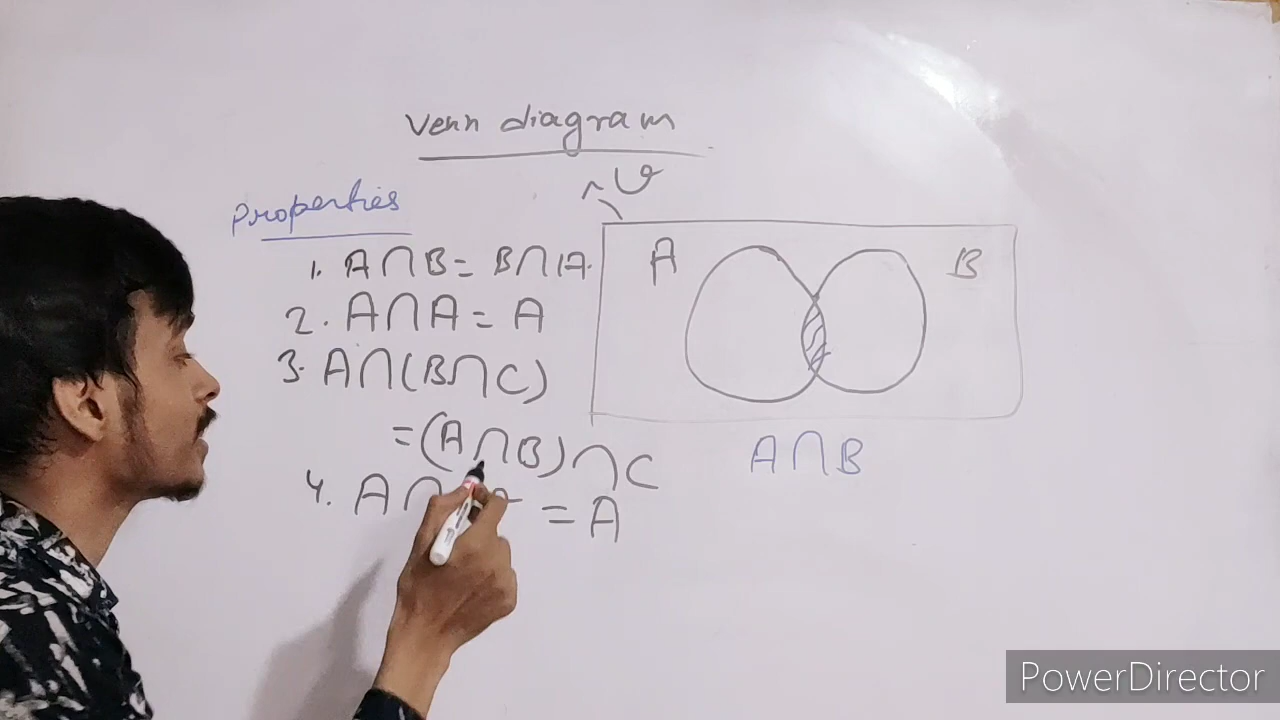 Venn diagram
Properties
1. A∩B = B∩A.
2. A∩A = A
3. A∩(B∩C)
=(A∩B)∩C
4. A∩ = A
A
B
A∩B
PowerDirector